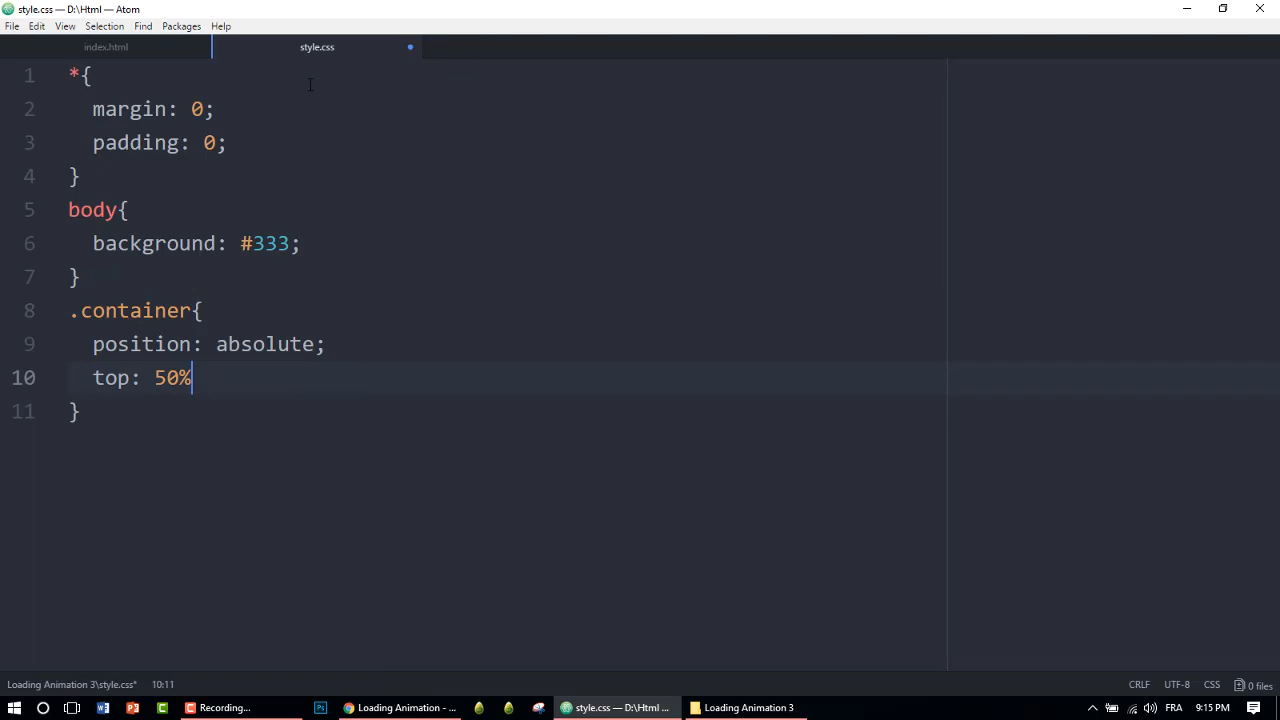 style.css — D:\Html — Atom
File Edit View Selection Find Packages Help
index.html style.css
1 *{
2 margin: 0;
3 padding: 0;
4 }
5 body{
6 background: #333;
7 }
8 .container{
9 position: absolute;
10 top: 50%
11 }
Loading Animation 3\style.css* 10:11 CRLF UTF-8 CSS 0 files
Recording... Ps Loading Animation - ... style.css — D:\Html ... Loading Animation 3 FRA 9:15 PM